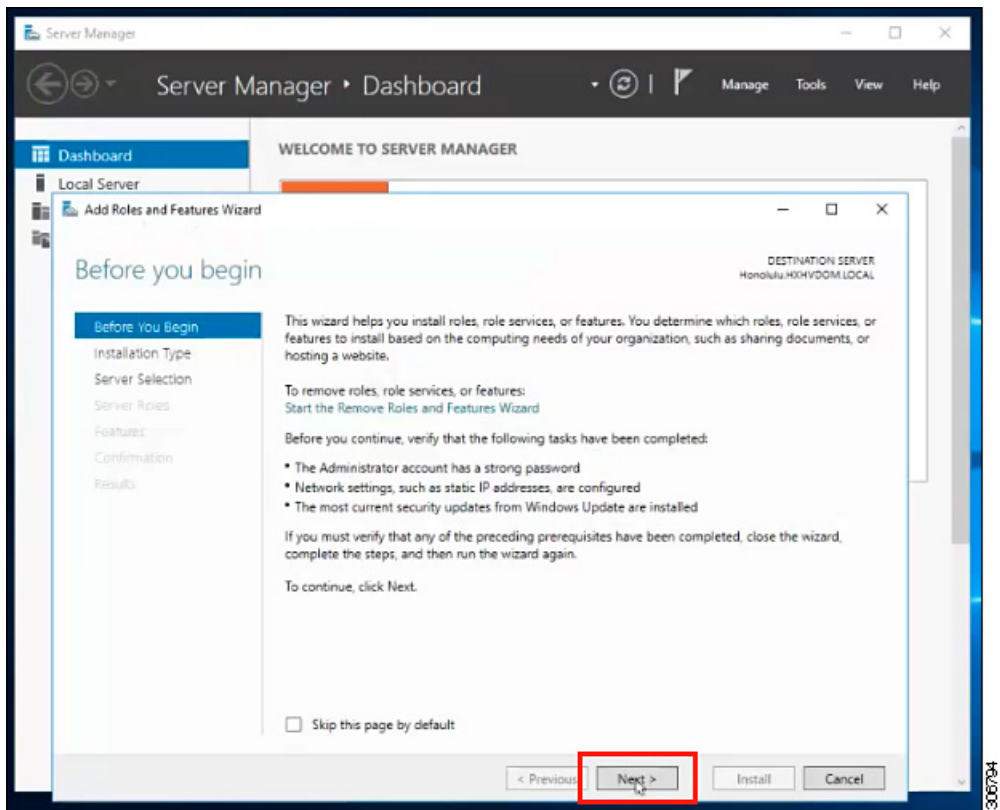 Server Manager
Server Manager ‣ Dashboard
Manage Tools View Help
Dashboard
Local Server
WELCOME TO SERVER MANAGER
Add Roles and Features Wizard
Before you begin
DESTINATION SERVER
Honolulu.HXHVDOM.LOCAL
Before You Begin
Installation Type
Server Selection
Server Roles
Features
Confirmation
Results
This wizard helps you install roles, role services, or features. You determine which roles, role services, or
features to install based on the computing needs of your organization, such as sharing documents, or
hosting a website.
To remove roles, role services, or features:
Start the Remove Roles and Features Wizard
Before you continue, verify that the following tasks have been completed:
• The Administrator account has a strong password
• Network settings, such as static IP addresses, are configured
• The most current security updates from Windows Update are installed
If you must verify that any of the preceding prerequisites have been completed, close the wizard,
complete the steps, and then run the wizard again.
To continue, click Next.
Skip this page by default
< Previous
Next >
Install
Cancel
306794